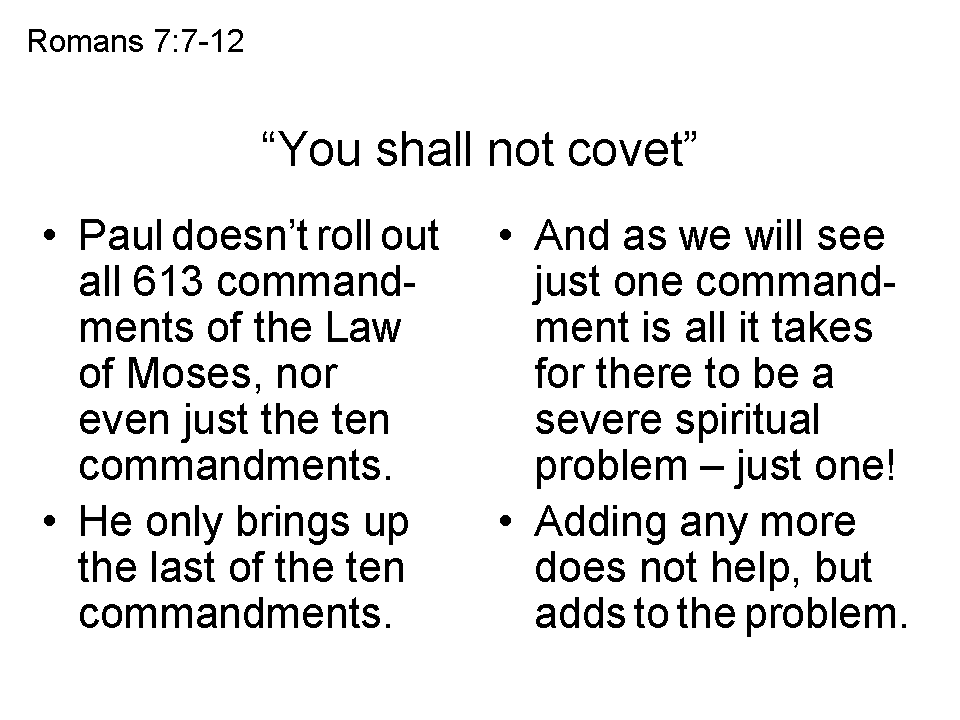 Romans 7:7-12
“You shall not covet”
• Paul doesn’t roll out
all 613 command-
ments of the Law
of Moses, nor
even just the ten
commandments.
• He only brings up
the last of the ten
commandments.
• And as we will see
just one command-
ment is all it takes
for there to be a
severe spiritual
problem – just one!
• Adding any more
does not help, but
adds to the problem.